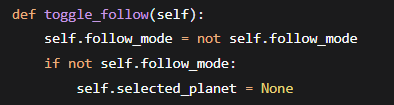 def toggle_follow(self):
    self.follow_mode = not self.follow_mode
    if not self.follow_mode:
        self.selected_planet = None